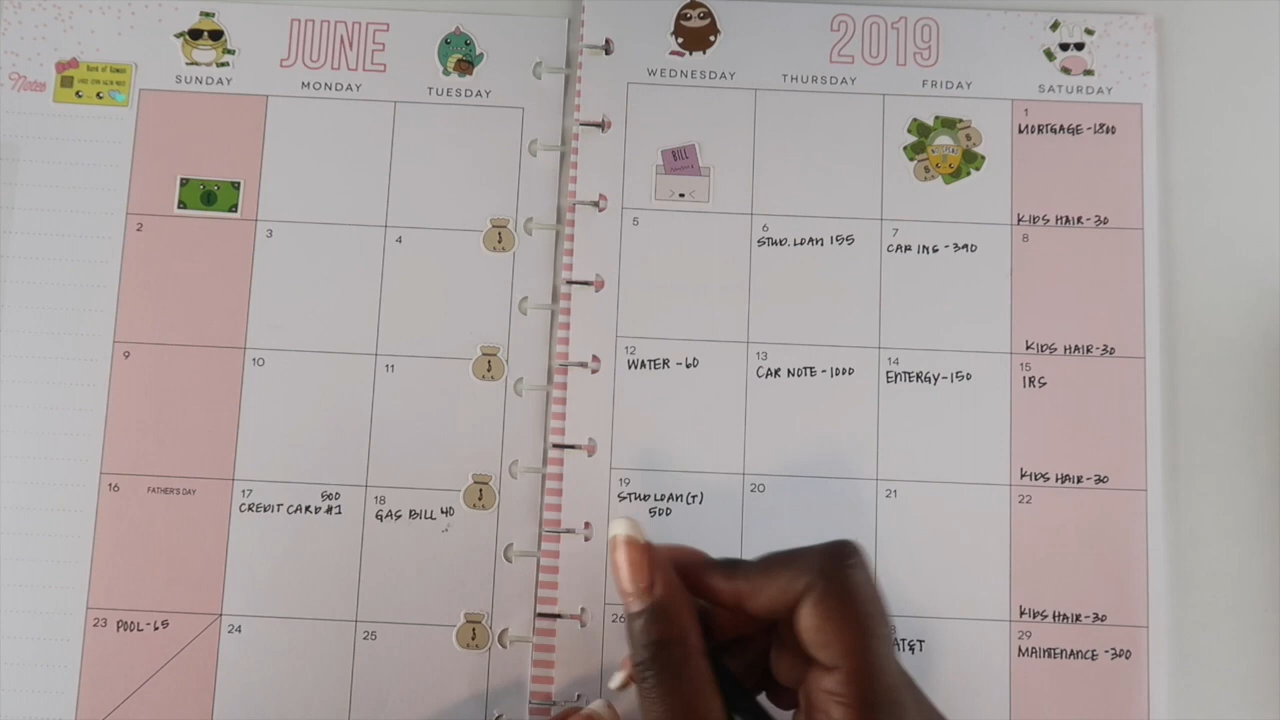 JUNE
2019
Notes
SUNDAY
MONDAY
TUESDAY
WEDNESDAY
THURSDAY
FRIDAY
SATURDAY
BILL
1
MORTGAGE - 1800
KIDS HAIR - 30
2
3
4
5
6
STUD. LOAN 155
7
CAR INS - 390
8
KIDS HAIR - 30
9
10
11
12
WATER - 60
13
CAR NOTE - 1000
14
ENTERGY - 150
15
IRS
KIDS HAIR - 30
16
FATHER'S DAY
17
500
CREDIT CARD #1
18
GAS BILL 40
19
STUD LOAN (T)
500
20
21
22
KIDS HAIR - 30
23
POOL - 65
24
25
26
AT&T
29
MAINTENANCE - 300